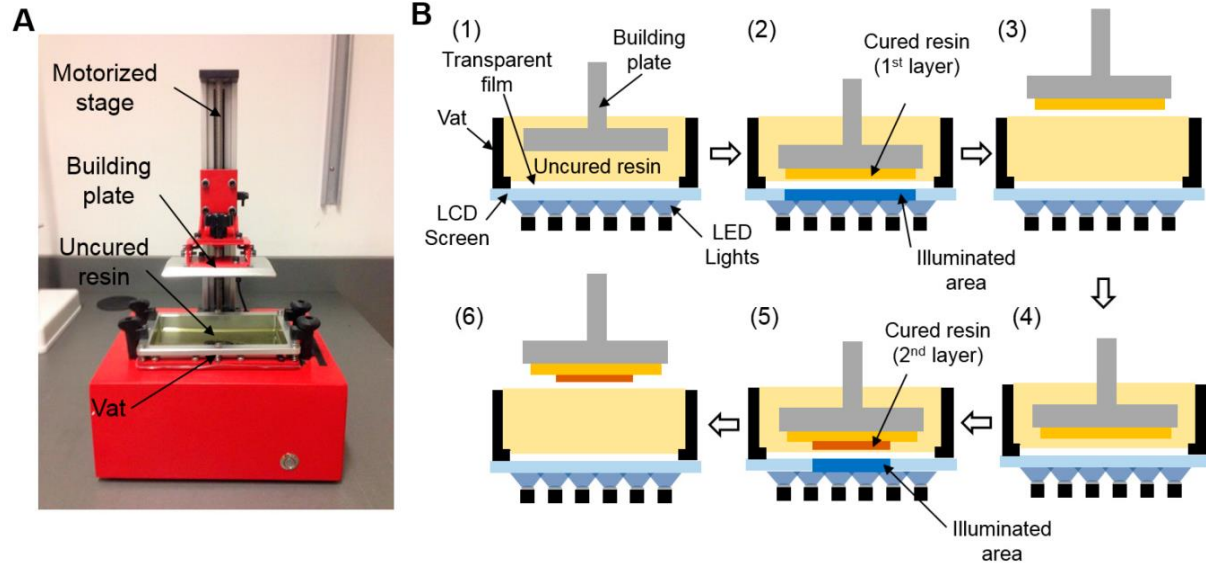 A
Motorized
stage
Building
plate
Uncured
resin
Vat
B
(1)
Building
plate
Transparent
film
Vat
Uncured resin
LCD
Screen
LED
Lights
(2)
Cured resin
(1st layer)
Illuminated
area
(3)
(4)
(5)
Cured resin
(2nd layer)
Illuminated
area
(6)